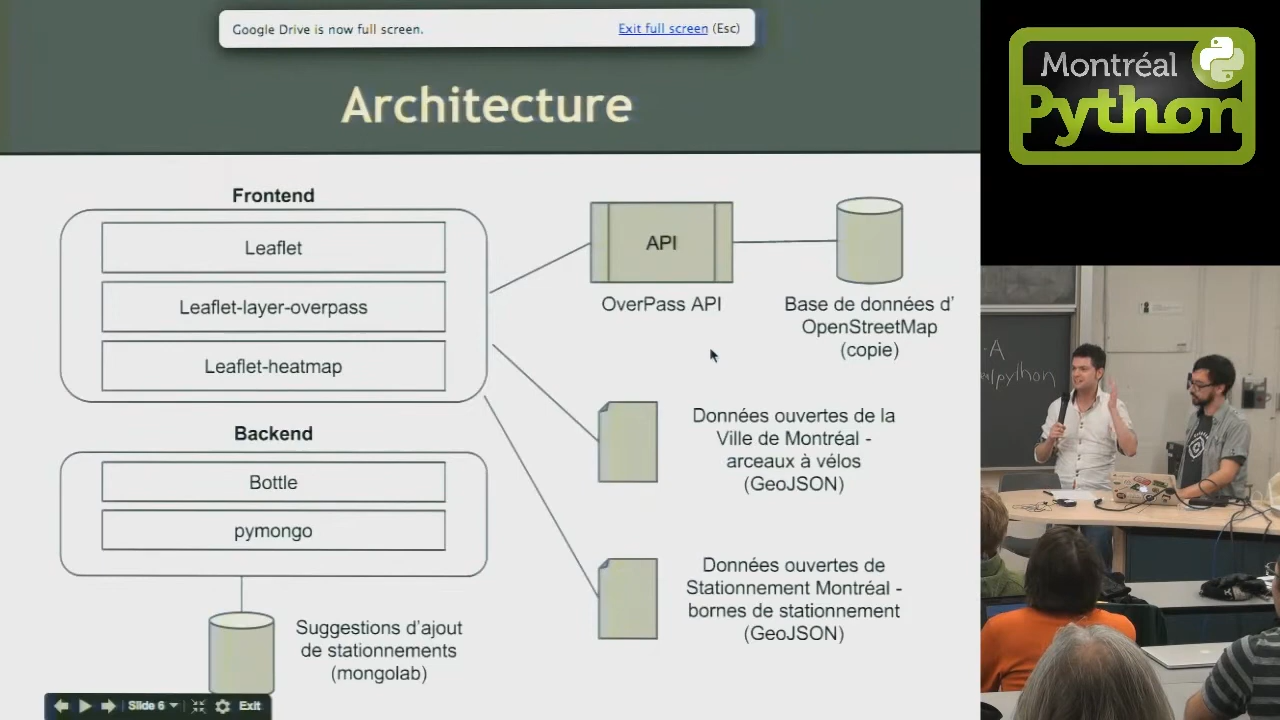 Google Drive is now full screen.
Exit full screen (Esc)
Architecture
Frontend
Leaflet
Leaflet-layer-overpass
Leaflet-heatmap
Backend
Bottle
pymongo
Suggestions d'ajout
de stationnements
(mongolab)
API
OverPass API
Base de données d'
OpenStreetMap
(copie)
Données ouvertes de la
Ville de Montréal -
arceaux à vélos
(GeoJSON)
Données ouvertes de
Stationnement Montréal -
bornes de stationnement
(GeoJSON)
Slide 6
Exit
Montréal
Python
A
/python